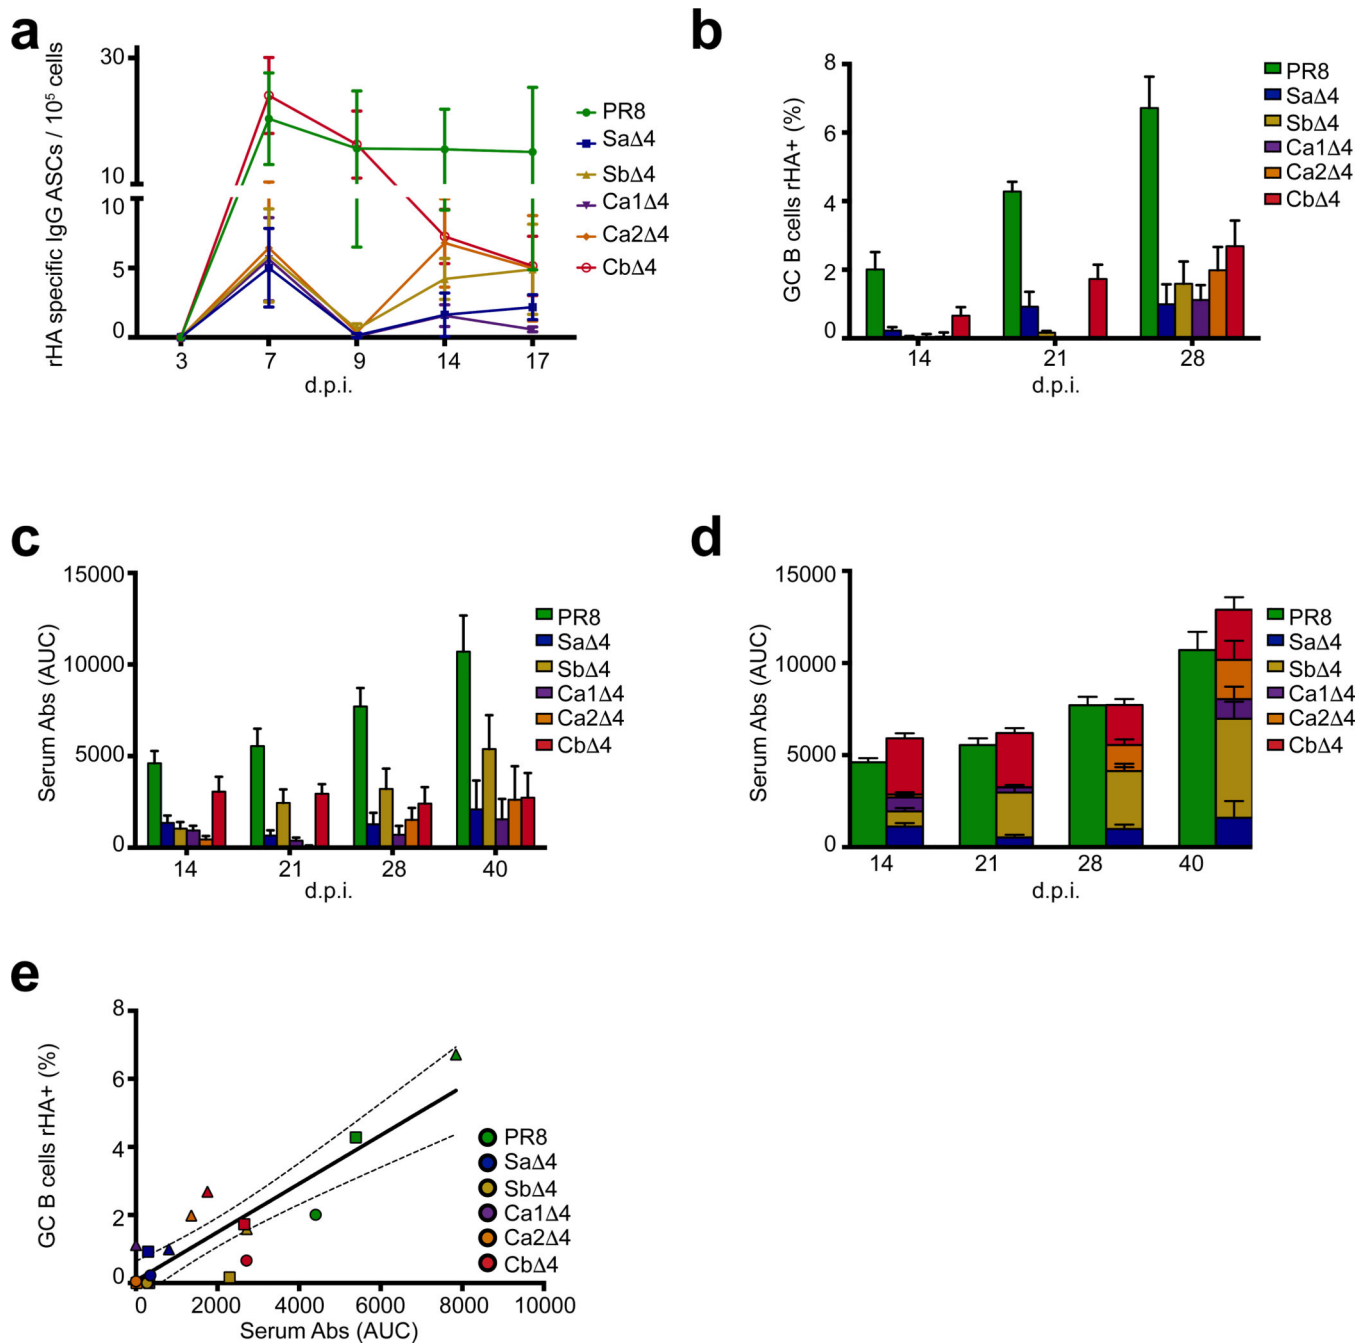 a
rHA specific IgG ASCs / 10⁵ cells
30
10
10
5
0
3 7 9 14 17
d.p.i.
PR8
SaΔ4
SbΔ4
Ca1Δ4
Ca2Δ4
CbΔ4
b
GC B cells rHA+ (%)
8
6
4
2
0
14 21 28
d.p.i.
PR8
SaΔ4
SbΔ4
Ca1Δ4
Ca2Δ4
CbΔ4
c
Serum Abs (AUC)
15000
10000
5000
0
14 21 28 40
d.p.i.
PR8
SaΔ4
SbΔ4
Ca1Δ4
Ca2Δ4
CbΔ4
d
Serum Abs (AUC)
15000
10000
5000
0
14 21 28 40
d.p.i.
PR8
SaΔ4
SbΔ4
Ca1Δ4
Ca2Δ4
CbΔ4
e
GC B cells rHA+ (%)
8
6
4
2
0
0 2000 4000 6000 8000 10000
Serum Abs (AUC)
PR8
SaΔ4
SbΔ4
Ca1Δ4
Ca2Δ4
CbΔ4